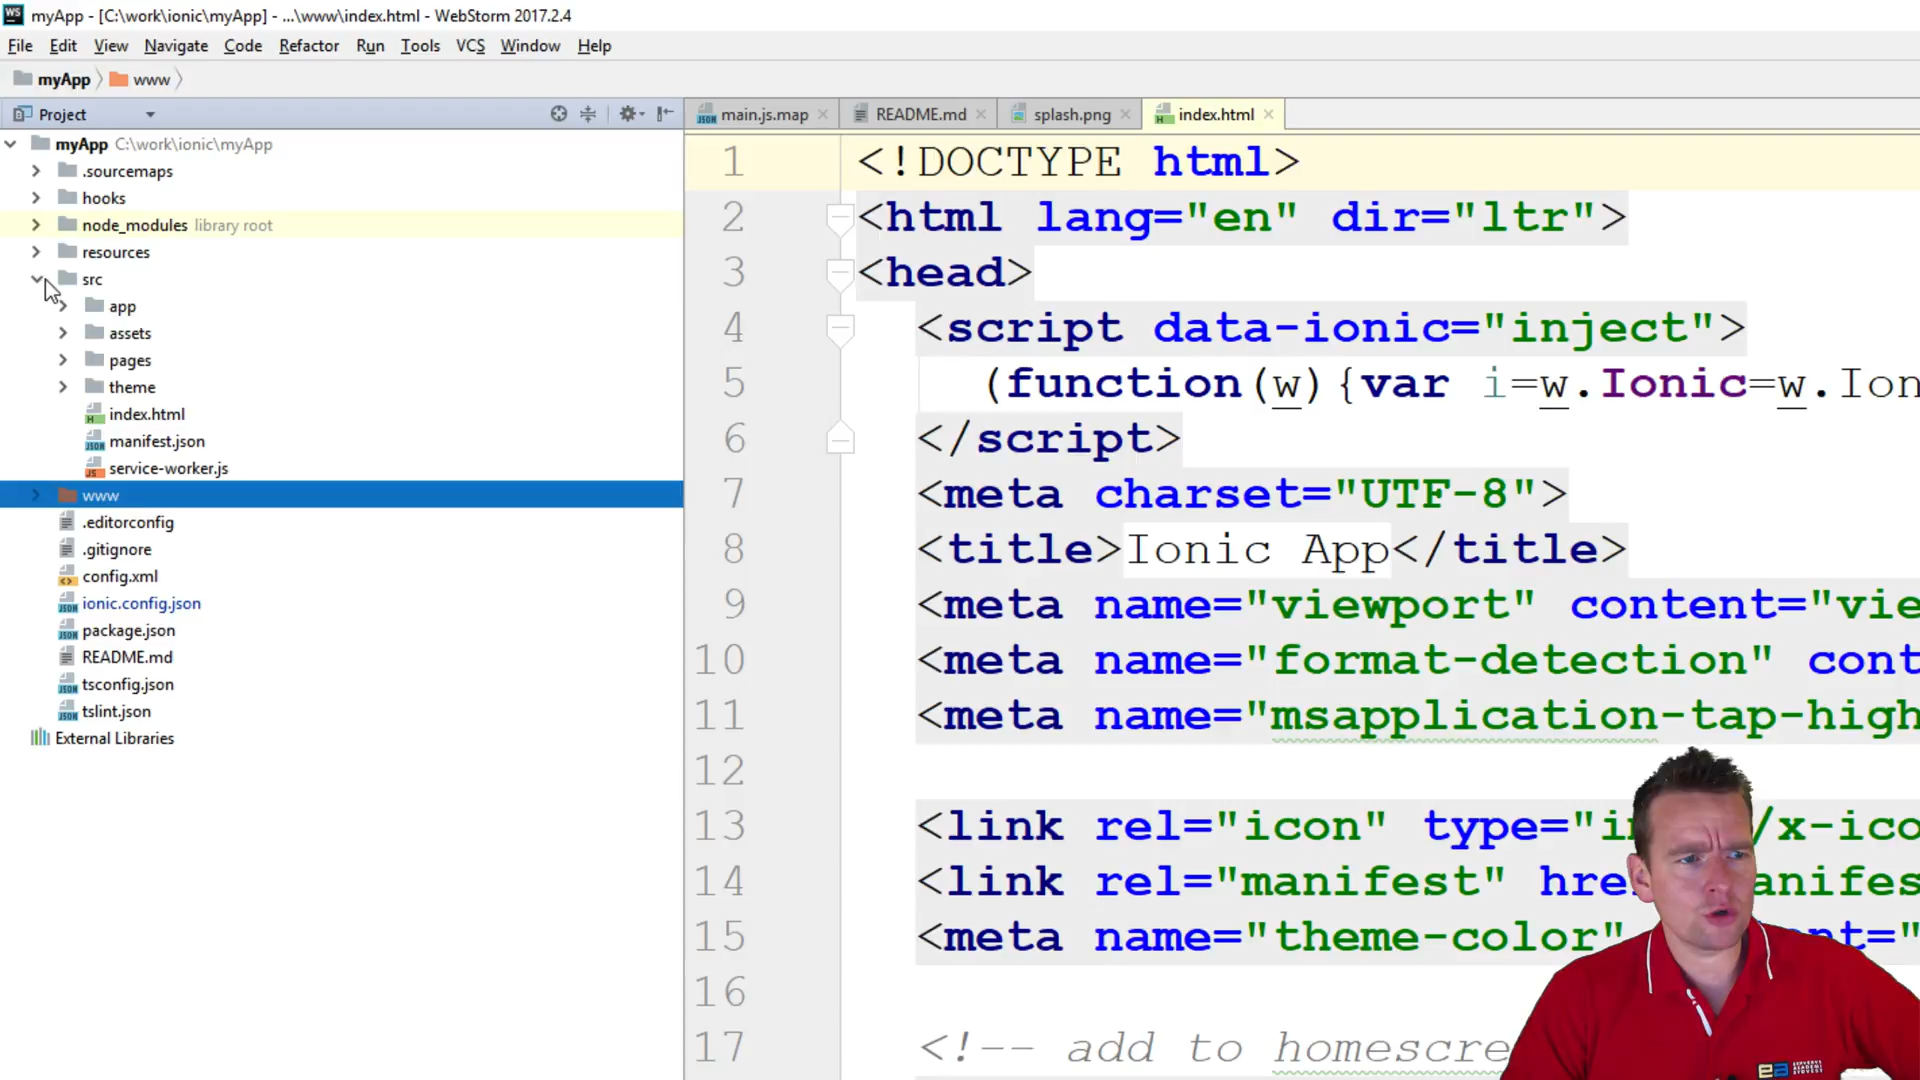 WS myApp - [C:\work\ionic\myApp] - ...\www\index.html - WebStorm 2017.2.4
File Edit View Navigate Code Refactor Run Tools VCS Window Help
myApp www
Project
main.js.map README.md splash.png index.html
myApp C:\work\ionic\myApp
.sourcemaps
hooks
node_modules library root
resources
src
app
assets
pages
theme
index.html
manifest.json
service-worker.js
www
.editorconfig
.gitignore
config.xml
ionic.config.json
package.json
README.md
tsconfig.json
tslint.json
External Libraries
1 <!DOCTYPE html>
2 <html lang="en" dir="ltr">
3 <head>
4 <script data-ionic="inject">
5 (function(w){var i=w.Ionic=w.Ion
6 </script>
7 <meta charset="UTF-8">
8 <title>Ionic App</title>
9 <meta name="viewport" content="vie
10 <meta name="format-detection" cont
11 <meta name="msapplication-tap-high
12
13 <link rel="icon" type="i /x-ico
14 <link rel="manifest" hre anifes
15 <meta name="theme-color" nt="
16
17 <!-- add to homescre
ea